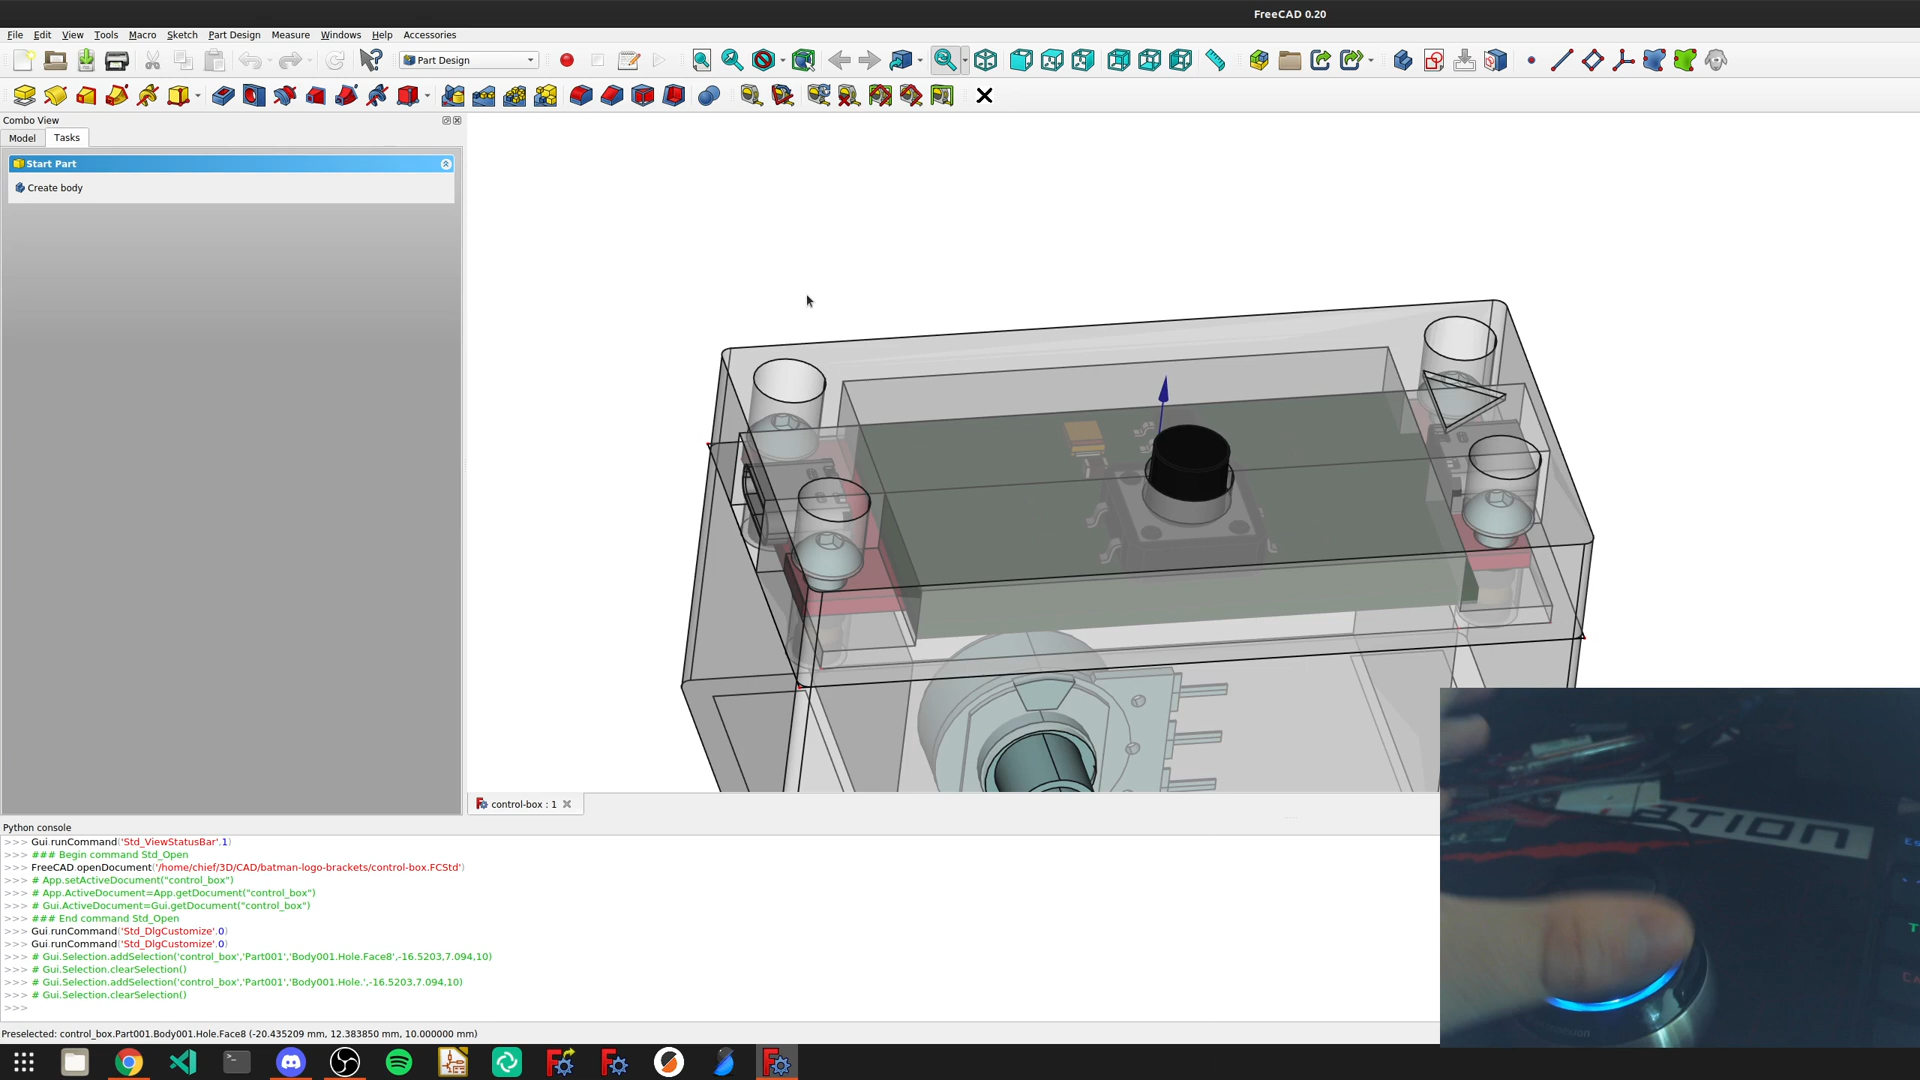 FreeCAD 0.20
File Edit View Tools Macro Sketch Part Design Measure Windows Help Accessories
Part Design
Combo View
Model Tasks
Start Part
Create body
control-box : 1
Python console
>>> Gui.runCommand('Std_ViewStatusBar',1)
>>> ### Begin command Std_Open
>>> FreeCAD.openDocument('/home/chief/3D/CAD/batman-logo-brackets/control-box.FCStd')
>>> # App.setActiveDocument("control_box")
>>> # App.ActiveDocument=App.getDocument("control_box")
>>> # Gui.ActiveDocument=Gui.getDocument("control_box")
>>> ### End command Std_Open
>>> Gui.runCommand('Std_DlgCustomize',0)
>>> Gui.runCommand('Std_DlgCustomize',0)
>>> # Gui.Selection.addSelection('control_box','Part001','Body001.Hole.Face8',-16.5203,7.094,10)
>>> # Gui.Selection.clearSelection()
>>> # Gui.Selection.addSelection('control_box','Part001','Body001.Hole.',-16.5203,7.094,10)
>>> # Gui.Selection.clearSelection()
>>>
Preselected: control_box.Part001.Body001.Hole.Face8 (-20.435209 mm, 12.383850 mm, 10.000000 mm)
ATION